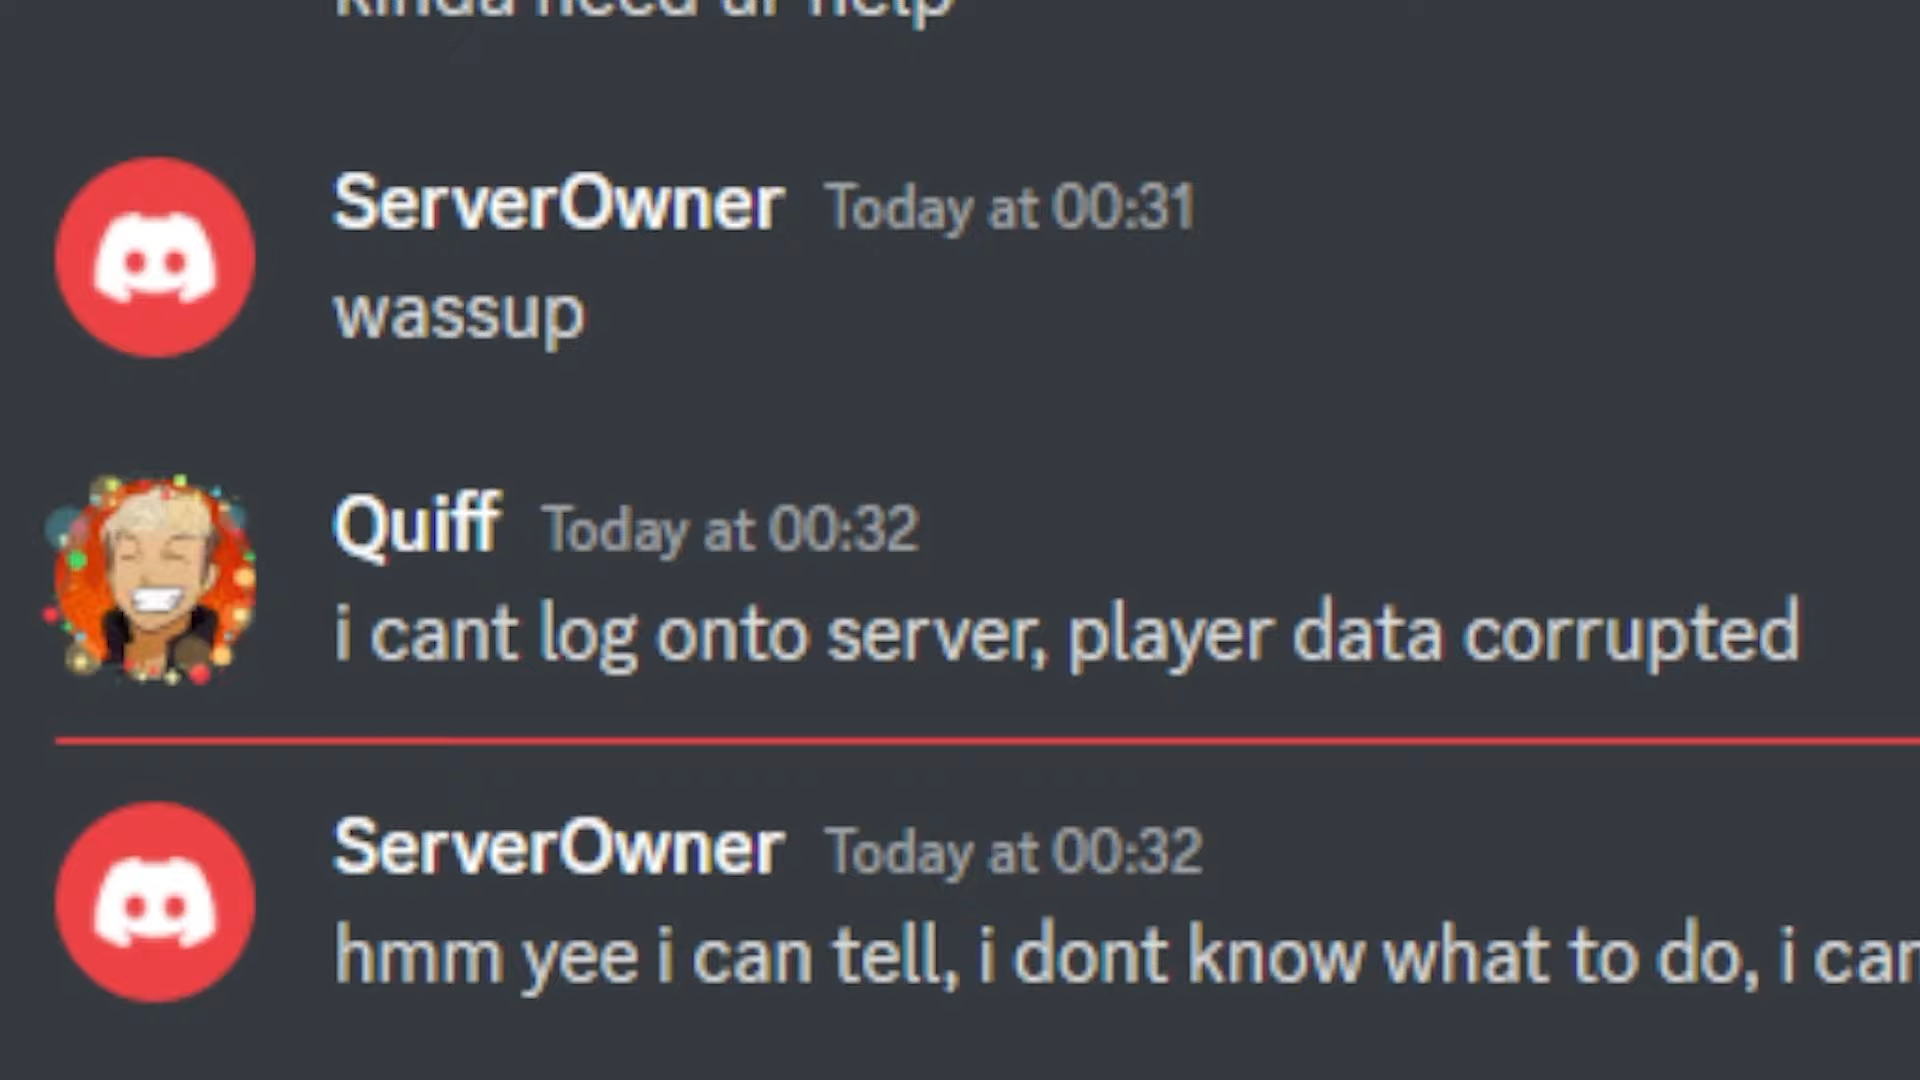 kinda need ur help
ServerOwner Today at 00:31
wassup
Quiff Today at 00:32
i cant log onto server, player data corrupted
ServerOwner Today at 00:32
hmm yee i can tell, i dont know what to do, i